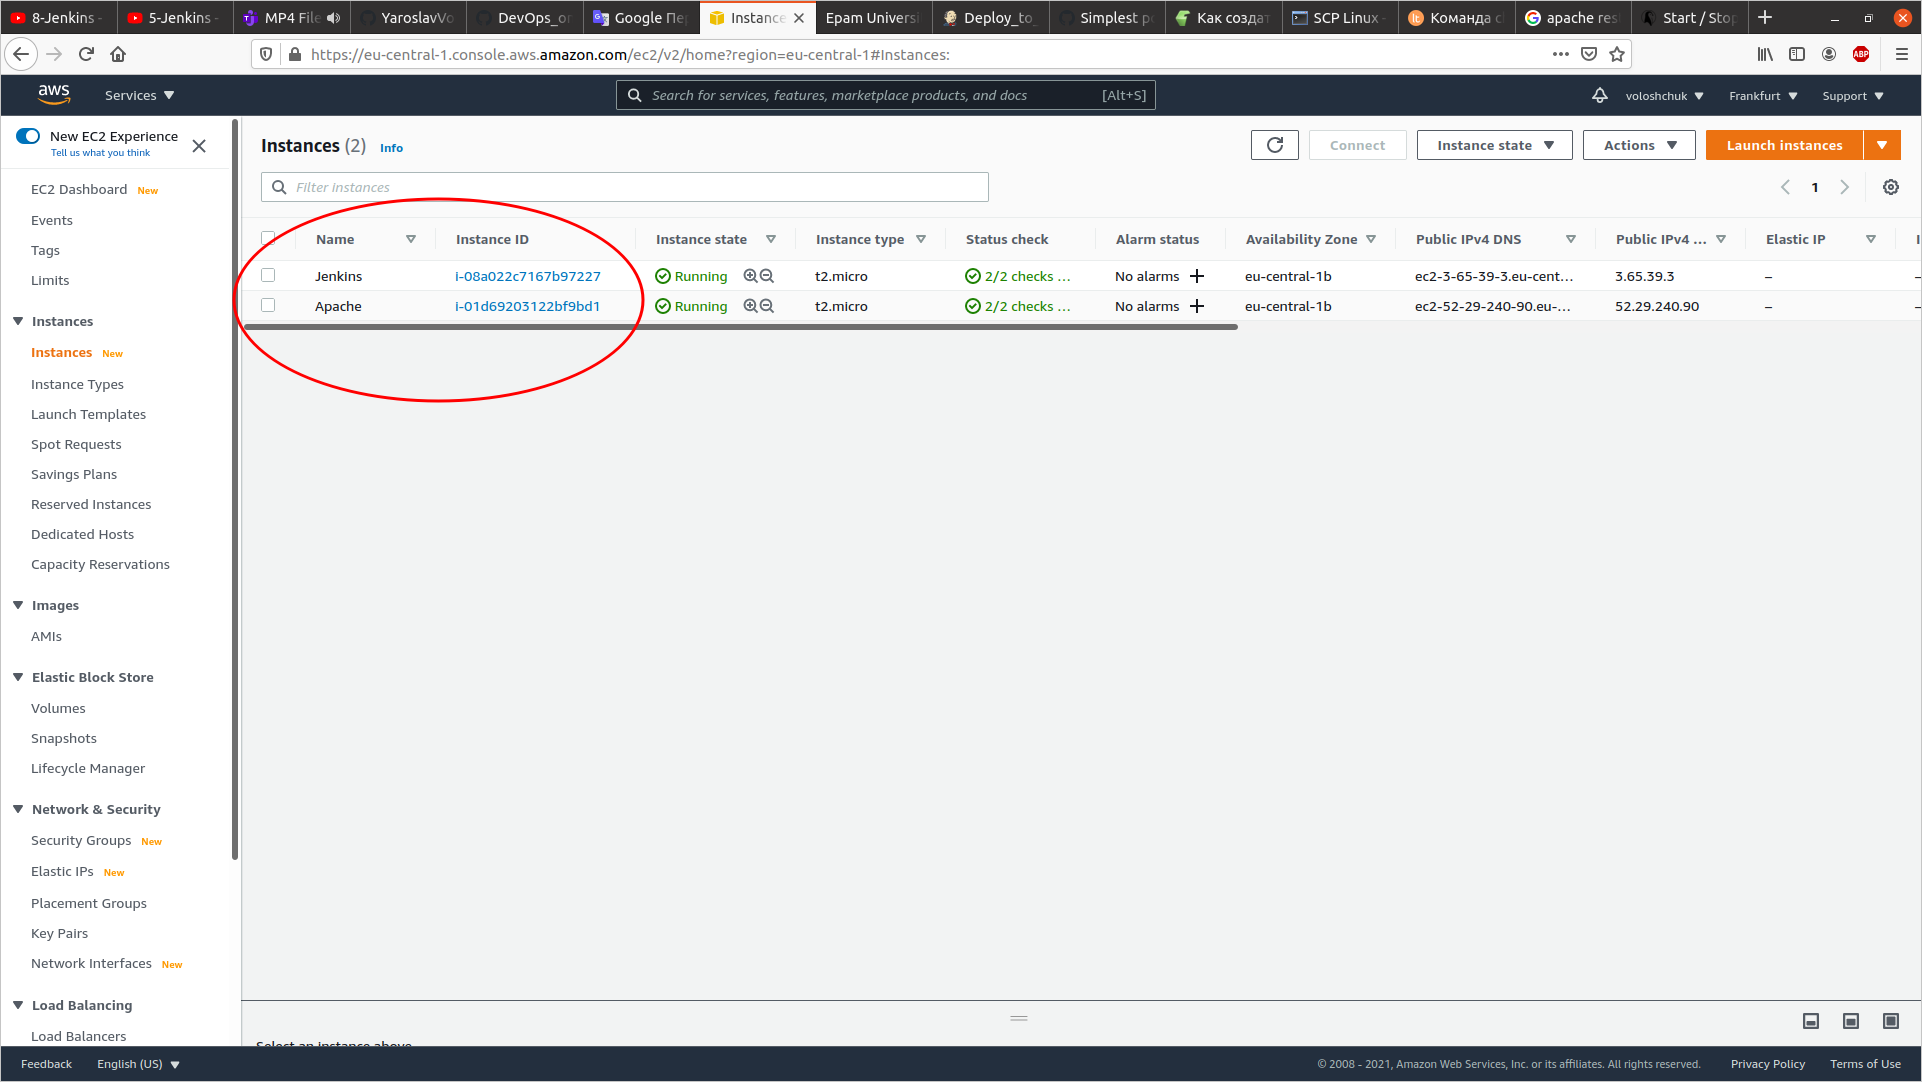 8-Jenkins -
5-Jenkins -
MP4 File
YaroslavVo
DevOps_on
Google Пер
Instance
Epam Universi
Deploy_to_
Simplest p
Как создат
SCP Linux -
Команда c
apache res
Start / Stop
https://eu-central-1.console.aws.amazon.com/ec2/v2/home?region=eu-central-1#Instances:
ABP
aws
Services
Search for services, features, marketplace products, and docs
[Alt+S]
voloshchuk
Frankfurt
Support
New EC2 Experience
Tell us what you think
EC2 Dashboard New
Events
Tags
Limits
Instances
Instances New
Instance Types
Launch Templates
Spot Requests
Savings Plans
Reserved Instances
Dedicated Hosts
Capacity Reservations
Images
AMIs
Elastic Block Store
Volumes
Snapshots
Lifecycle Manager
Network & Security
Security Groups New
Elastic IPs New
Placement Groups
Key Pairs
Network Interfaces New
Load Balancing
Load Balancers
Instances (2) Info
Connect
Instance state
Actions
Launch instances
Filter instances
1
Name Instance ID Instance state Instance type Status check Alarm status Availability Zone Public IPv4 DNS Public IPv4 ... Elastic IP
Jenkins i-08a022c7167b97227 Running t2.micro 2/2 checks ... No alarms + eu-central-1b ec2-3-65-39-3.eu-cent... 3.65.39.3 –
Apache i-01d69203122bf9bd1 Running t2.micro 2/2 checks ... No alarms + eu-central-1b ec2-52-29-240-90.eu-... 52.29.240.90 –
Select an instance above
Feedback
English (US)
© 2008 - 2021, Amazon Web Services, Inc. or its affiliates. All rights reserved.
Privacy Policy
Terms of Use